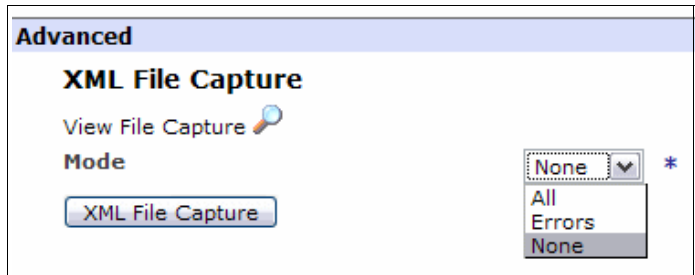 Advanced
XML File Capture
View File Capture
Mode None *
All
Errors
None
XML File Capture